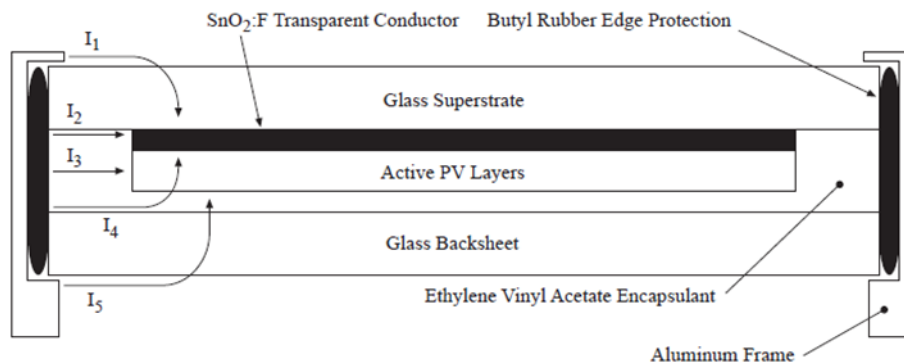 SnO₂:F Transparent Conductor
Butyl Rubber Edge Protection
I₁
Glass Superstrate
I₂
I₃
Active PV Layers
I₄
Glass Backsheet
I₅
Ethylene Vinyl Acetate Encapsulant
Aluminum Frame